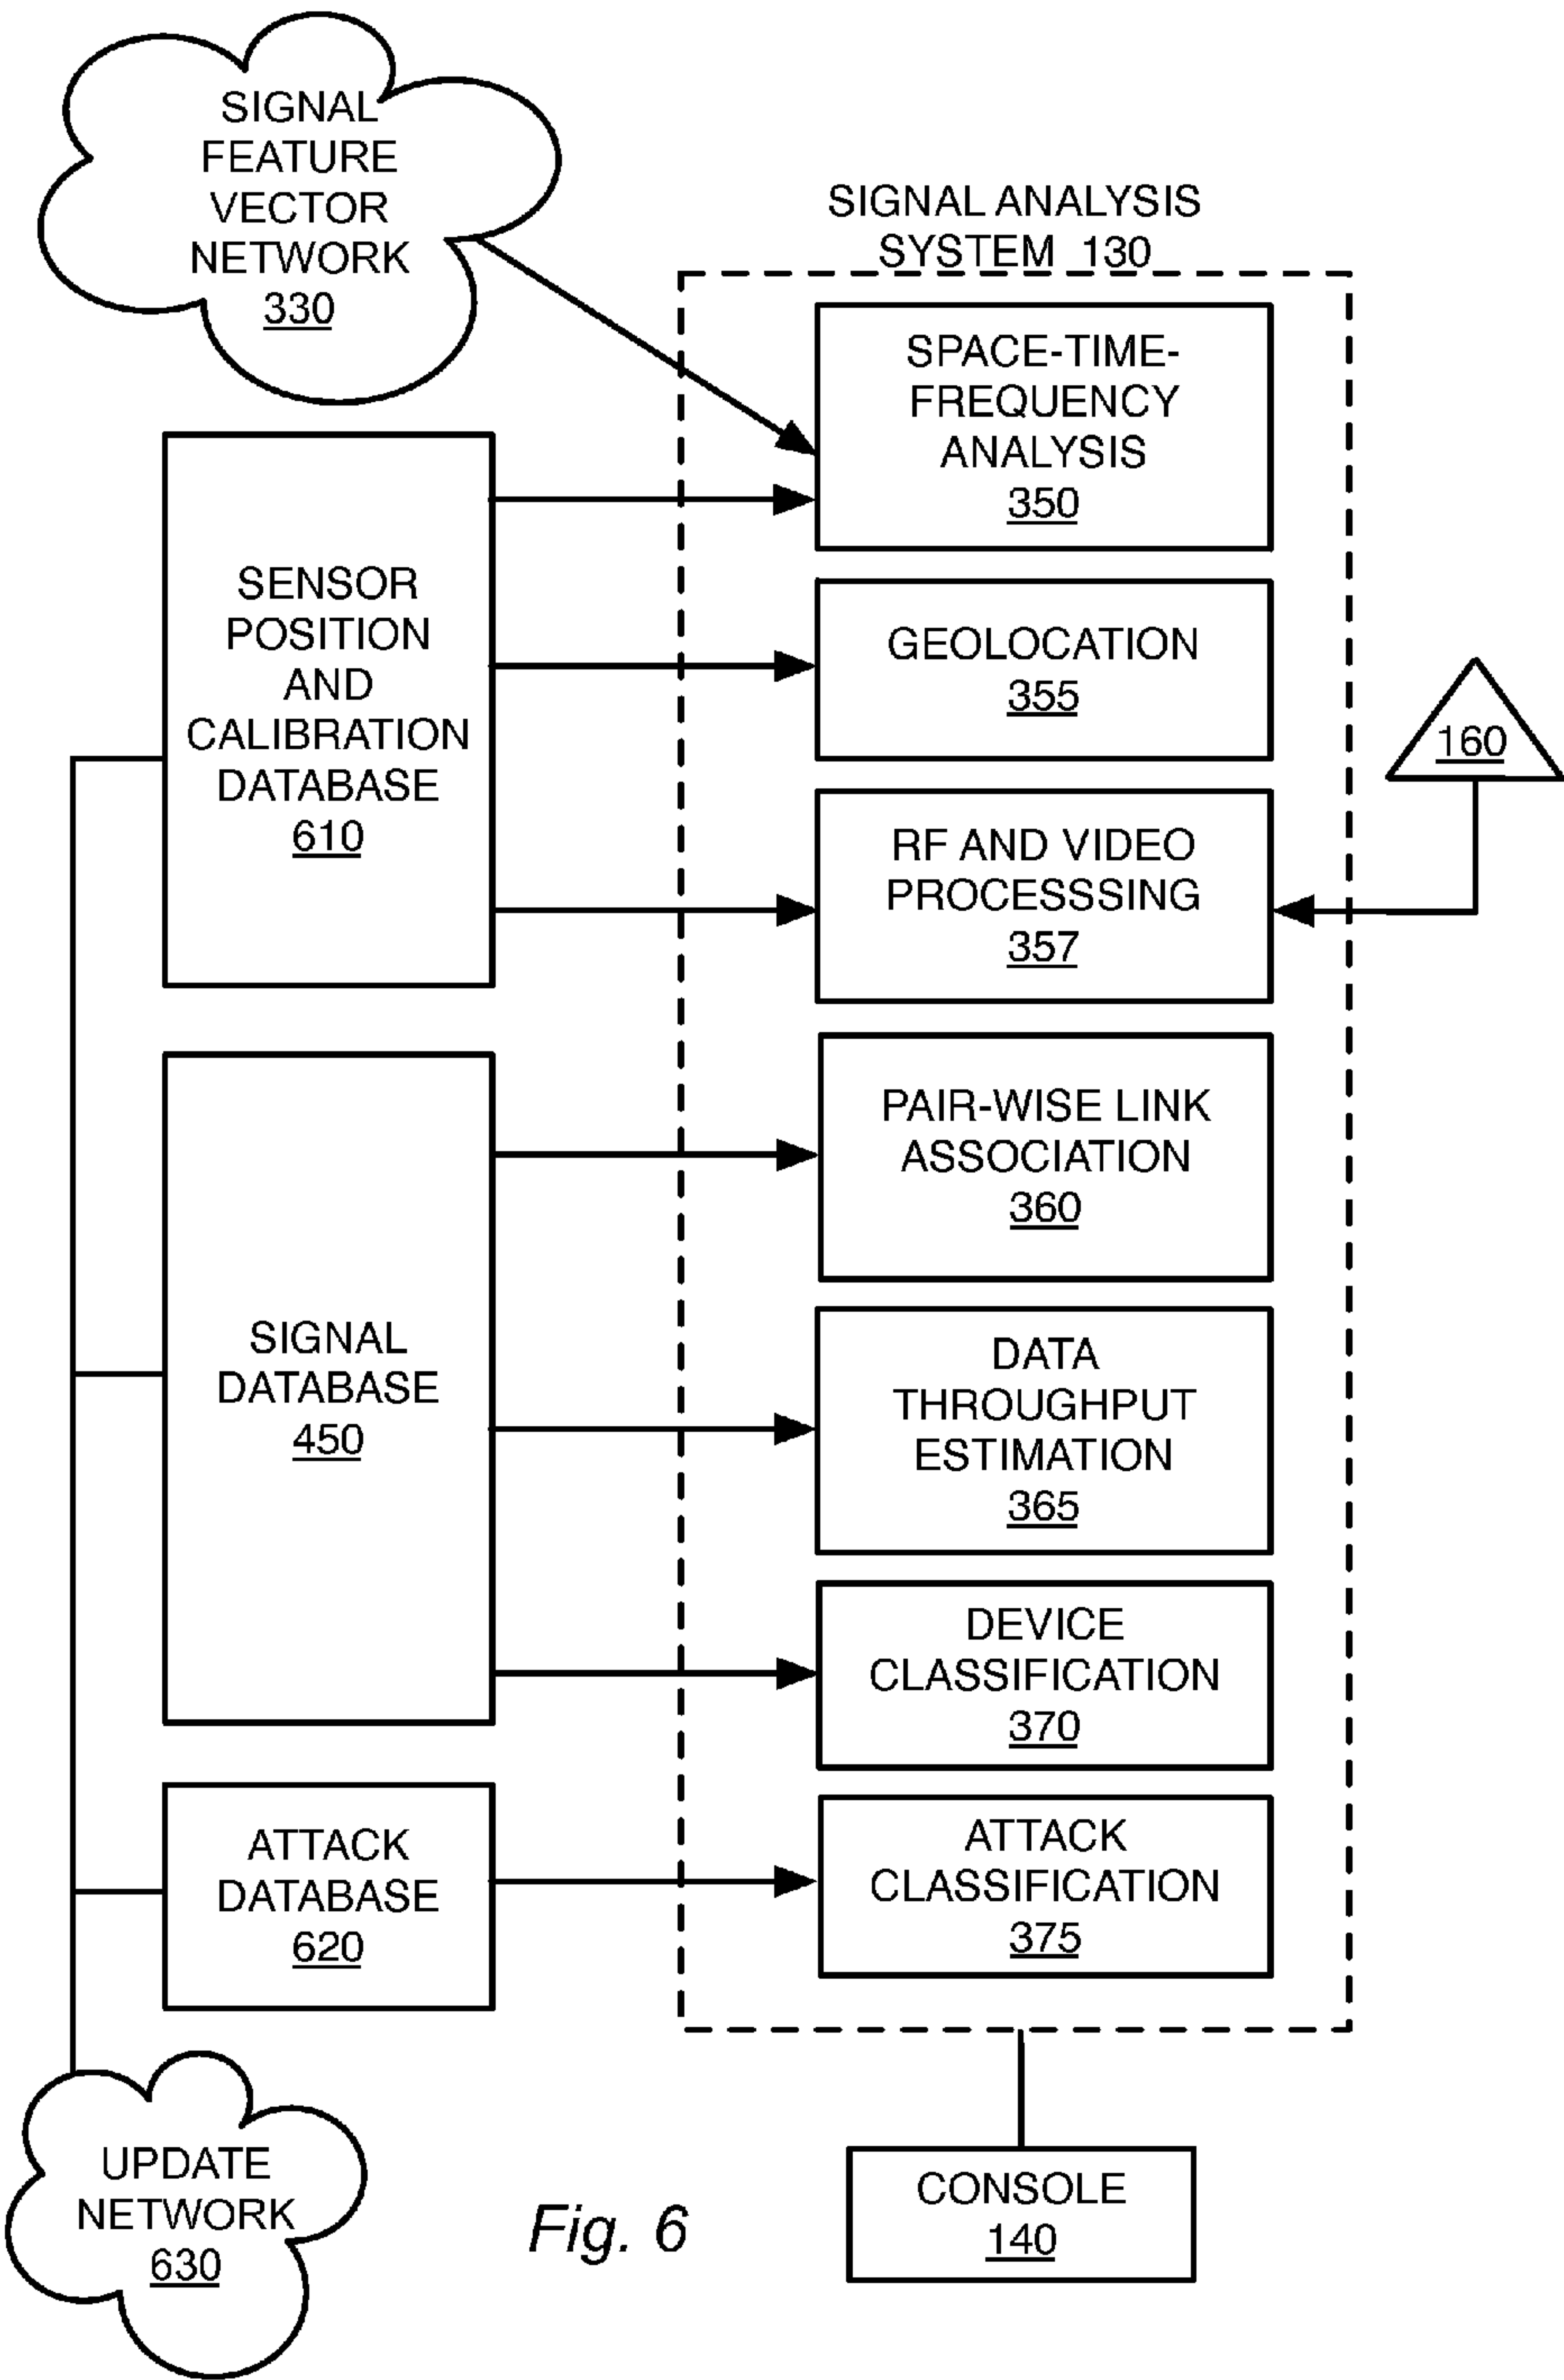 SIGNAL
FEATURE
VECTOR
NETWORK
330
SIGNAL ANALYSIS
SYSTEM 130
SPACE-TIME-
FREQUENCY
ANALYSIS
350
SENSOR
POSITION
AND
CALIBRATION
DATABASE
610
GEOLOCATION
355
160
RF AND VIDEO
PROCESSSING
357
PAIR-WISE LINK
ASSOCIATION
360
SIGNAL
DATABASE
450
DATA
THROUGHPUT
ESTIMATION
365
DEVICE
CLASSIFICATION
370
ATTACK
DATABASE
620
ATTACK
CLASSIFICATION
375
UPDATE
NETWORK
630
Fig. 6
CONSOLE
140